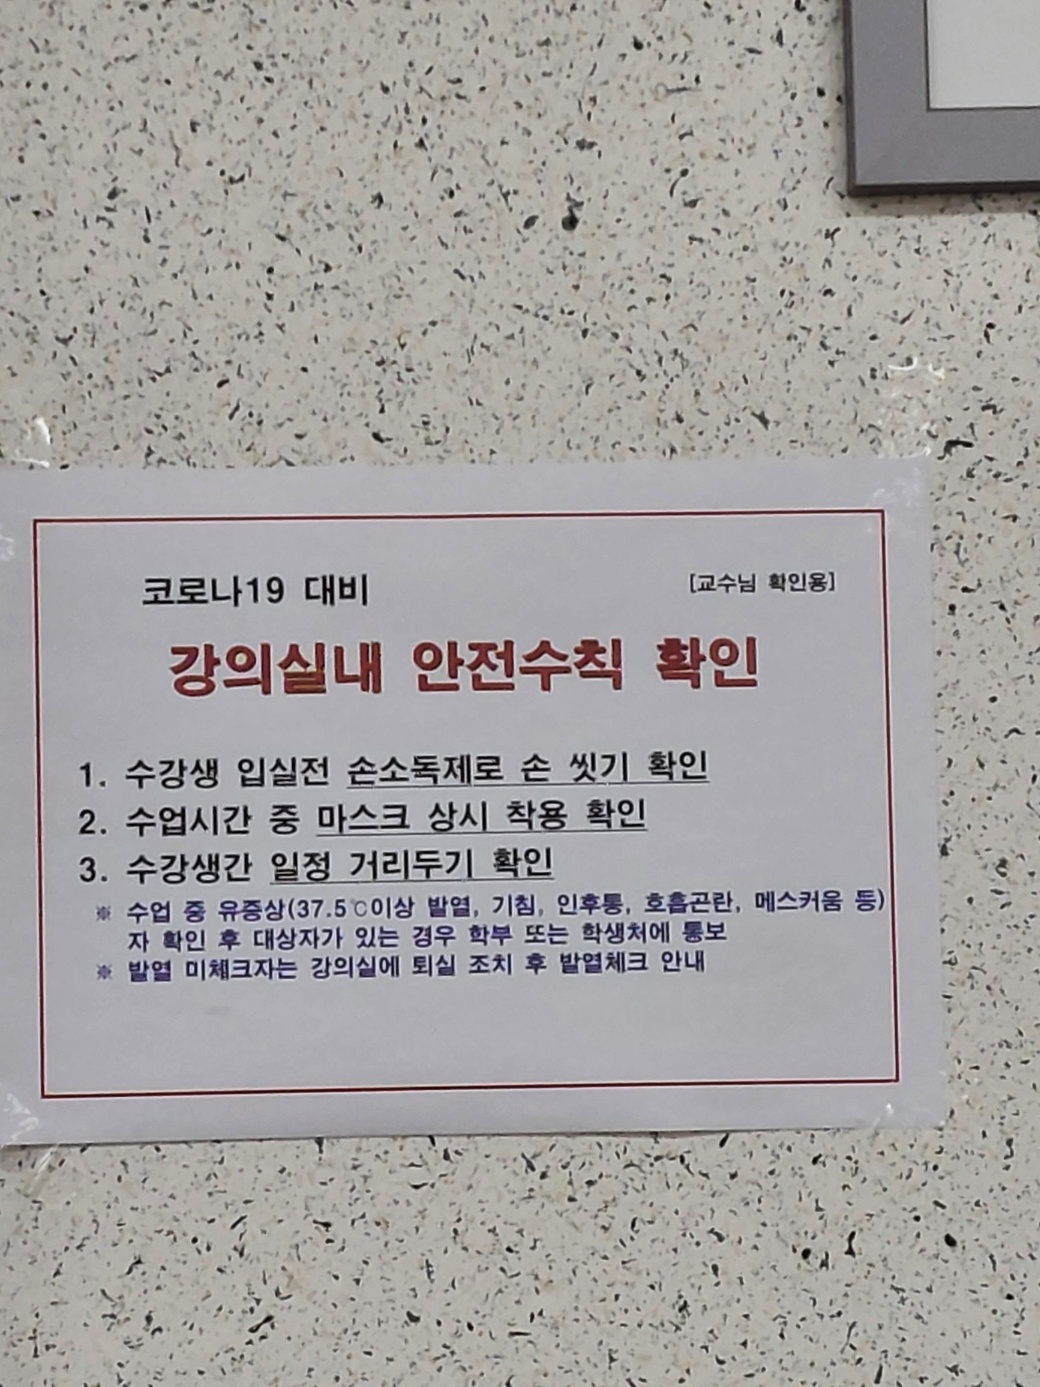 코로나19 대비
[교수님 확인용]
강의실내 안전수칙 확인
1. 수강생 입실전 손소독제로 손 씻기 확인
2. 수업시간 중 마스크 상시 착용 확인
3. 수강생간 일정 거리두기 확인
※ 수업 중 유증상(37.5℃이상 발열, 기침, 인후통, 호흡곤란, 메스커움 등)
자 확인 후 대상자가 있는 경우 학부 또는 학생처에 통보
※ 발열 미체크자는 강의실에 퇴실 조치 후 발열체크 안내